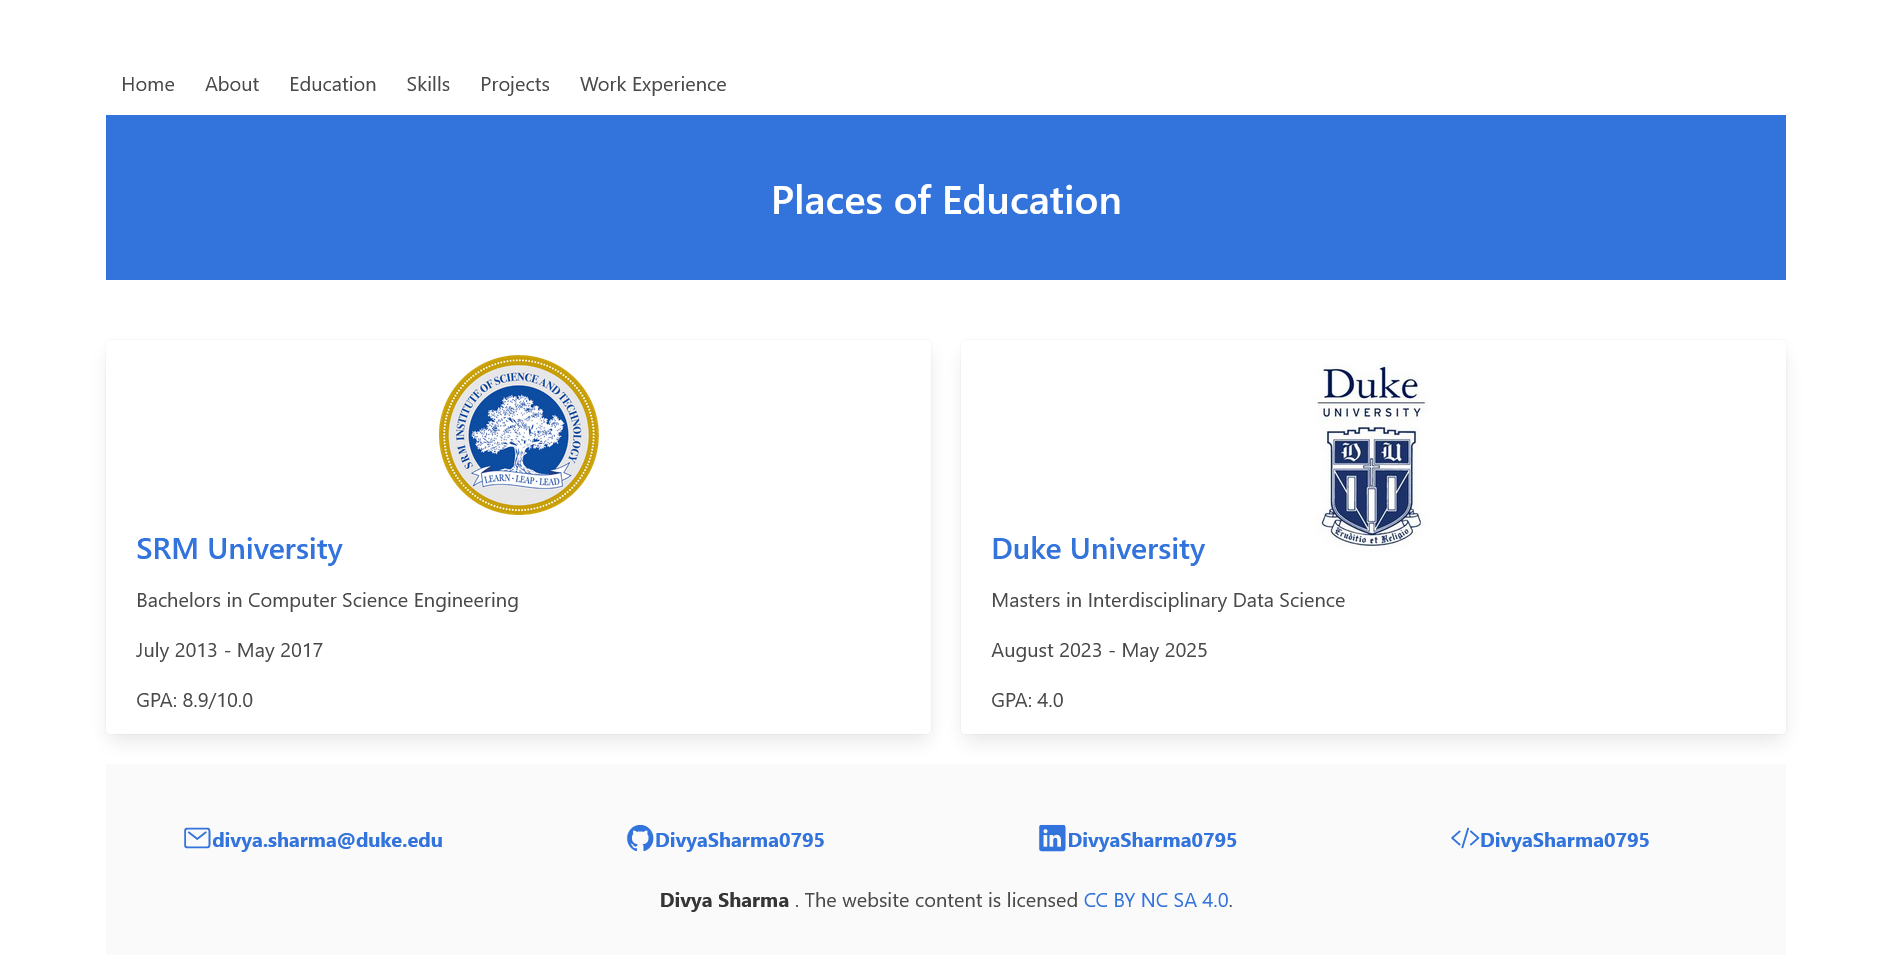 Home About Education Skills Projects Work Experience
Places of Education
SRM INSTITUTE OF SCIENCE AND TECHNOLOGY
LEARN · LEAP · LEAD
SRM University
Bachelors in Computer Science Engineering
July 2013 - May 2017
GPA: 8.9/10.0
Duke
UNIVERSITY
D U
Eruditio et Religio
Duke University
Masters in Interdisciplinary Data Science
August 2023 - May 2025
GPA: 4.0
divya.sharma@duke.edu DivyaSharma0795 DivyaSharma0795 DivyaSharma0795
Divya Sharma . The website content is licensed CC BY NC SA 4.0.